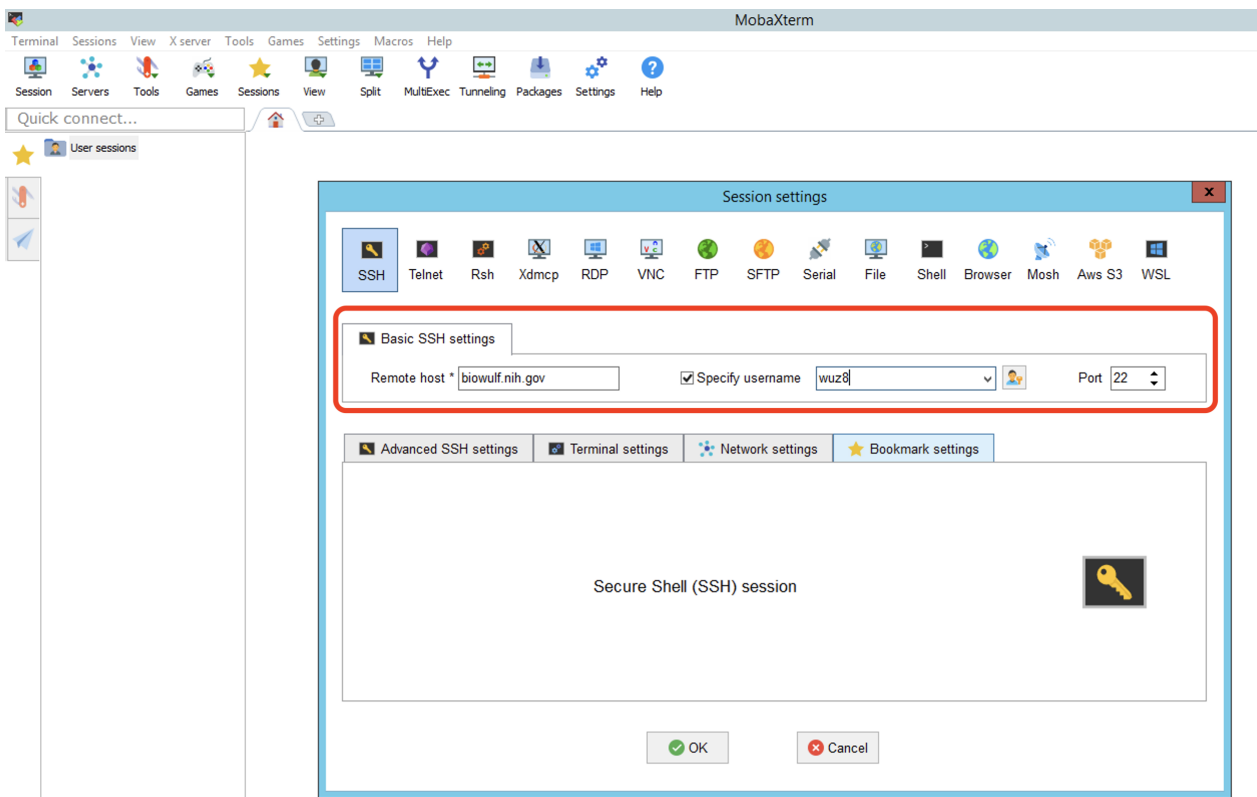 MobaXterm
Terminal Sessions View X server Tools Games Settings Macros Help
Session Servers Tools Games Sessions View Split MultiExec Tunneling Packages Settings Help
Quick connect...
User sessions
Session settings
SSH Telnet Rsh Xdmcp RDP VNC FTP SFTP Serial File Shell Browser Mosh Aws S3 WSL
Basic SSH settings
Remote host * biowulf.nih.gov Specify username wuz8 Port 22
Advanced SSH settings Terminal settings Network settings Bookmark settings
Secure Shell (SSH) session
OK Cancel